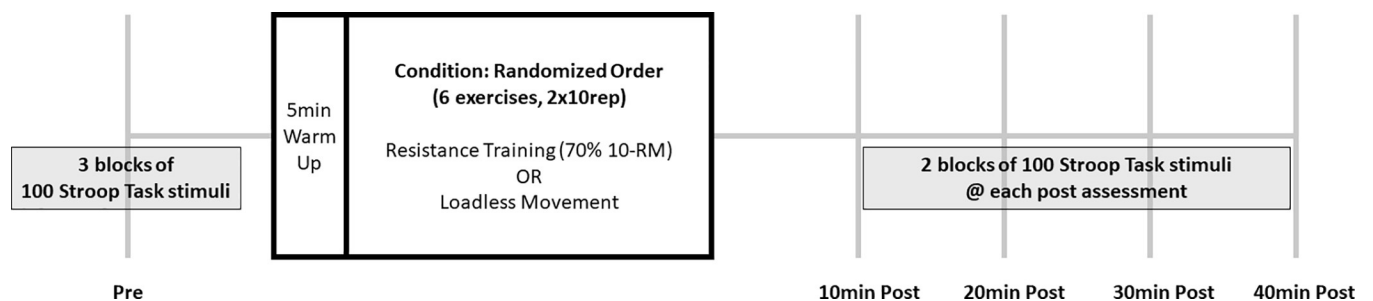 3 blocks of
100 Stroop Task stimuli
Pre
5min
Warm
Up
Condition: Randomized Order
(6 exercises, 2x10rep)
Resistance Training (70% 10-RM)
OR
Loadless Movement
2 blocks of 100 Stroop Task stimuli
@ each post assessment
10min Post
20min Post
30min Post
40min Post